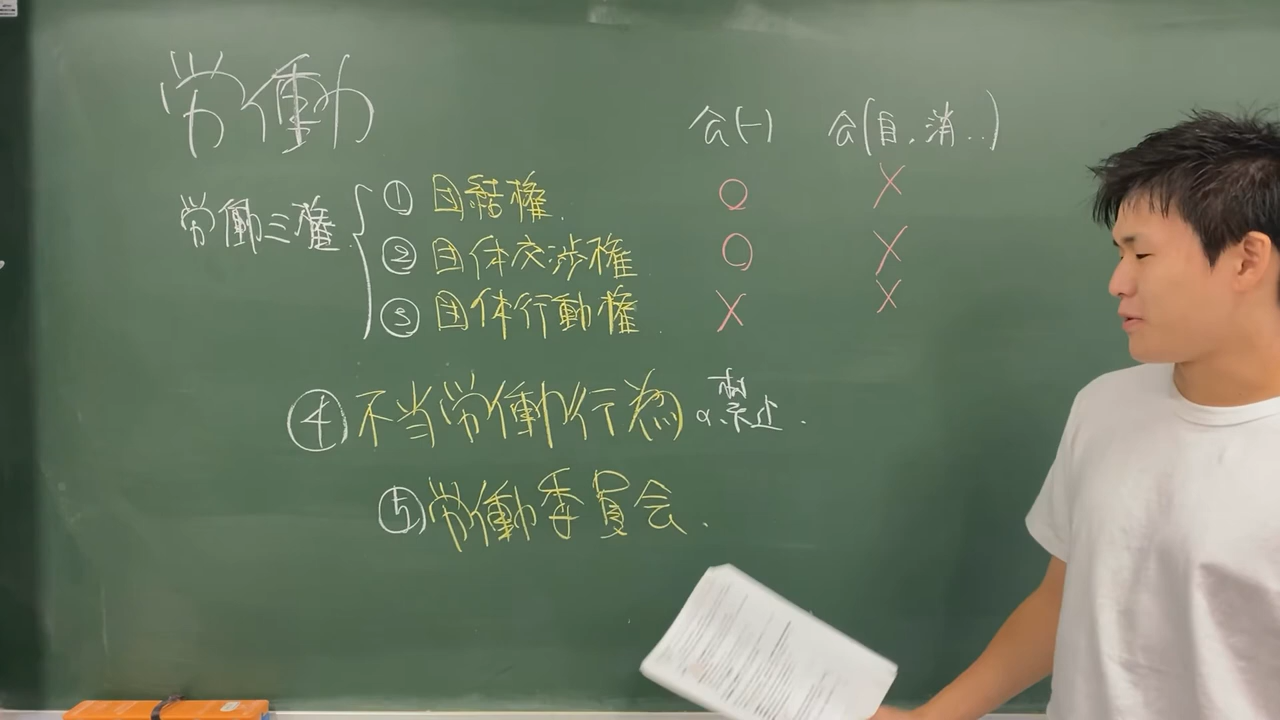 労働
公(一) 公(自,消..)
労働三権
① 団結権. ○ ×
② 団体交渉権. ○ ×
③ 団体行動権. × ×
④ 不当労働行為の禁止.
⑤ 労働委員会.